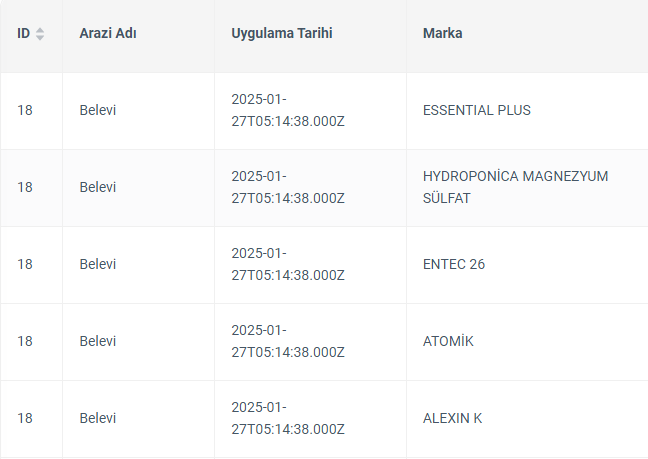 ID Arazi Adı Uygulama Tarihi Marka
18 Belevi 2025-01-
27T05:14:38.000Z ESSENTIAL PLUS
18 Belevi 2025-01-
27T05:14:38.000Z HYDROPONİCA MAGNEZYUM
SÜLFAT
18 Belevi 2025-01-
27T05:14:38.000Z ENTEC 26
18 Belevi 2025-01-
27T05:14:38.000Z ATOMİK
18 Belevi 2025-01-
27T05:14:38.000Z ALEXIN K